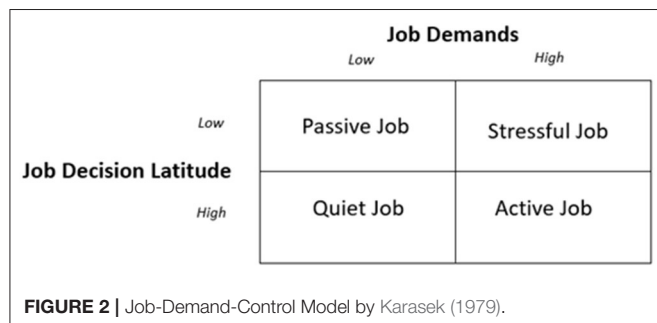 Job Demands
Low High
Low Passive Job Stressful Job
Job Decision Latitude
High Quiet Job Active Job
FIGURE 2 | Job-Demand-Control Model by Karasek (1979).